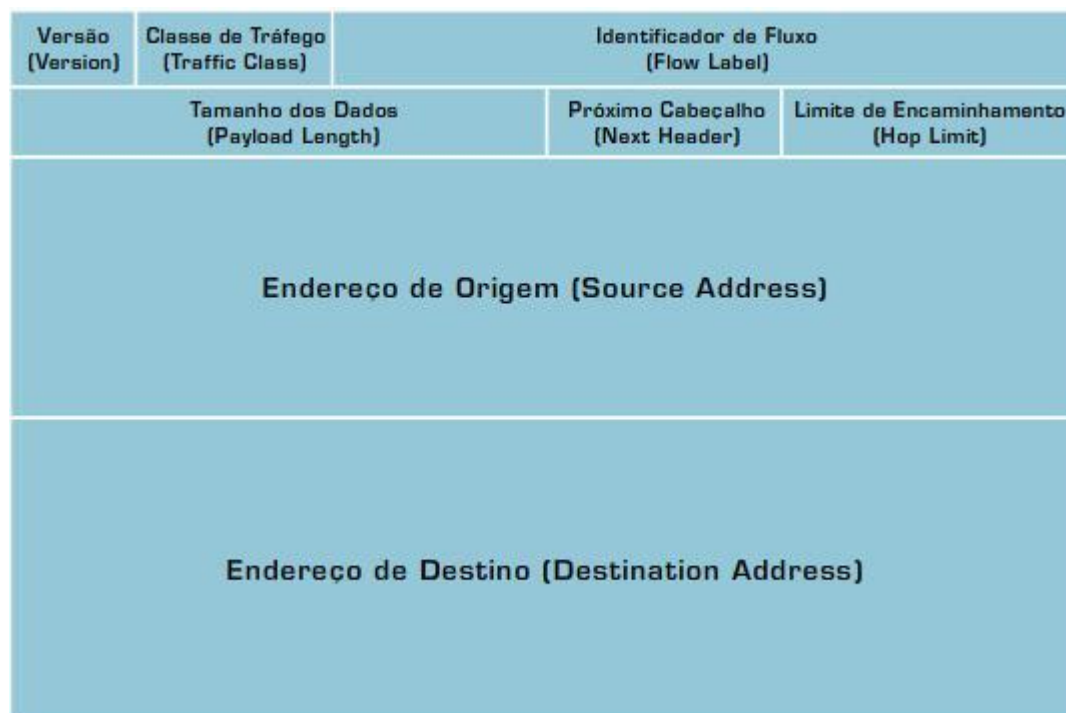 Versão
(Version)
Classe de Tráfego
(Traffic Class)
Identificador de Fluxo
(Flow Label)
Tamanho dos Dados
(Payload Length)
Próximo Cabeçalho
(Next Header)
Limite de Encaminhamento
(Hop Limit)
Endereço de Origem (Source Address)
Endereço de Destino (Destination Address)